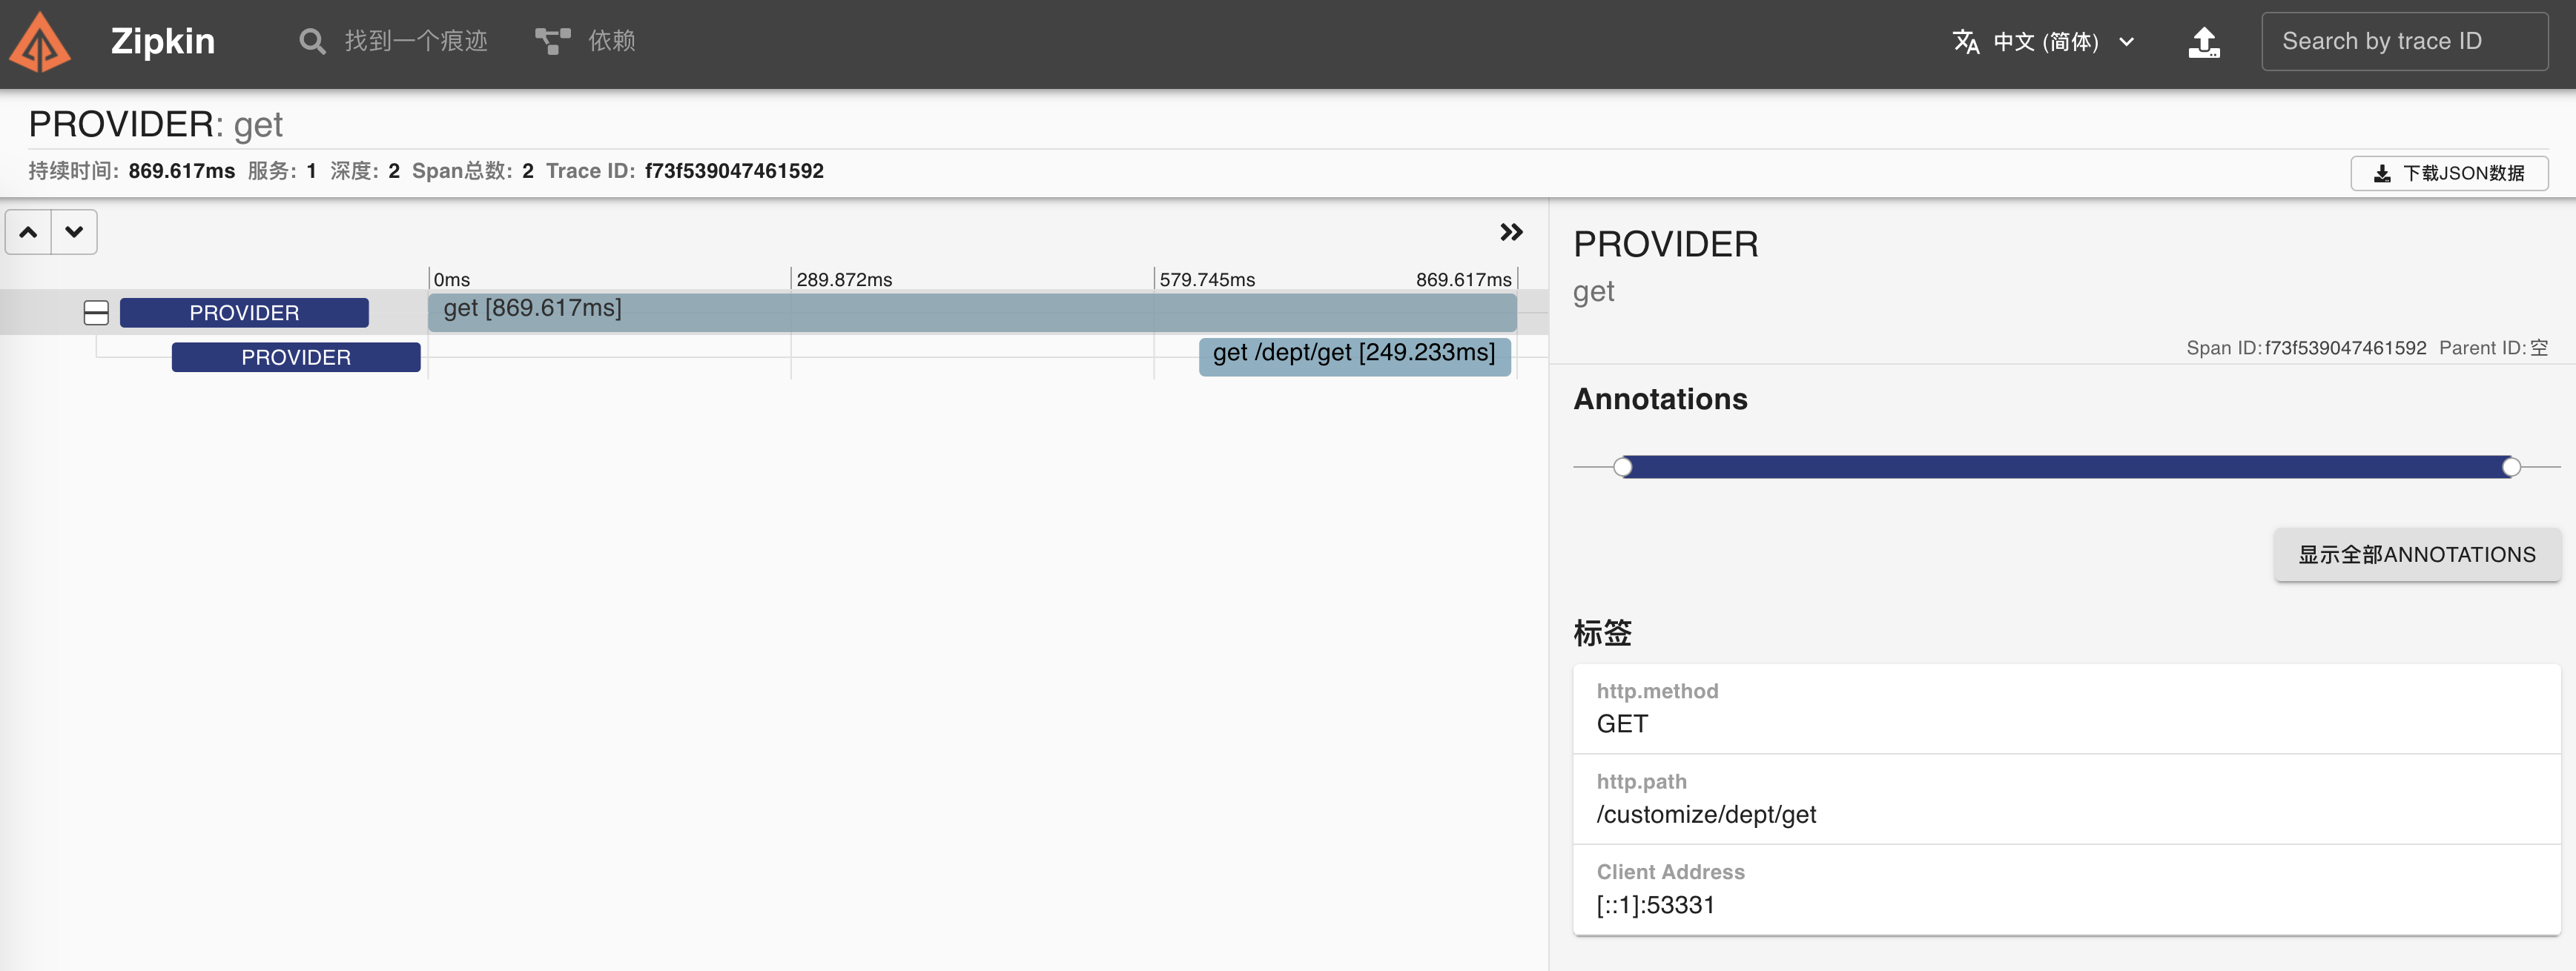 Zipkin
找到一个痕迹
依赖
中文 (简体)
Search by trace ID
PROVIDER: get
持续时间: 869.617ms 服务: 1 深度: 2 Span总数: 2 Trace ID: f73f539047461592
下载JSON数据
0ms
289.872ms
579.745ms
869.617ms
PROVIDER
get [869.617ms]
PROVIDER
get /dept/get [249.233ms]
PROVIDER
get
Span ID: f73f539047461592 Parent ID: 空
Annotations
显示全部ANNOTATIONS
标签
http.method
GET
http.path
/customize/dept/get
Client Address
[::1]:53331